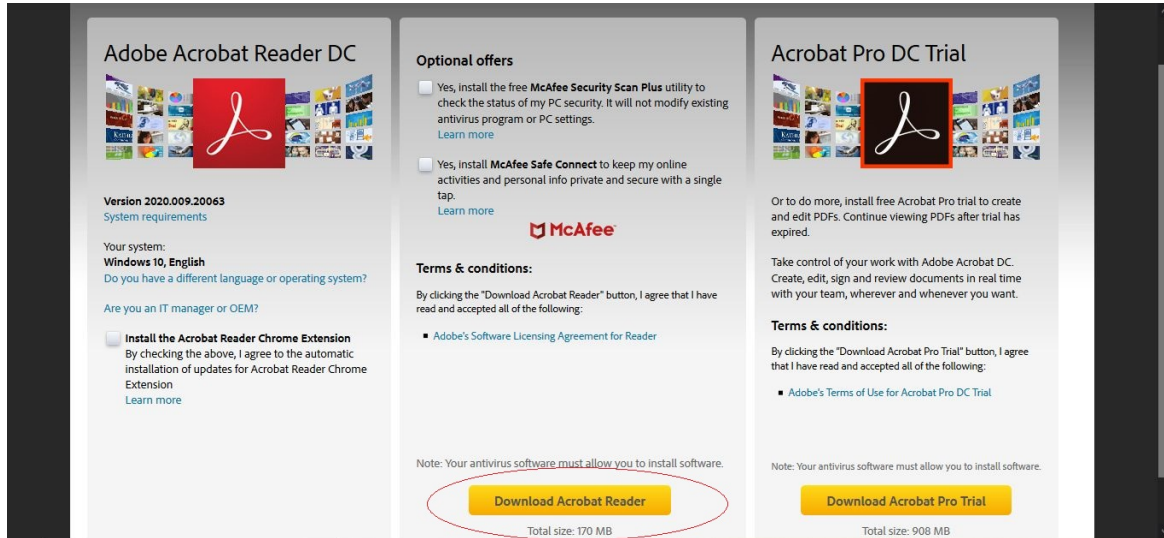 Adobe Acrobat Reader DC
Version 2020.009.20063
System requirements
Your system:
Windows 10, English
Do you have a different language or operating system?
Are you an IT manager or OEM?
Install the Acrobat Reader Chrome Extension
By checking the above, I agree to the automatic
installation of updates for Acrobat Reader Chrome
Extension
Learn more
Optional offers
Yes, install the free McAfee Security Scan Plus utility to
check the status of my PC security. It will not modify existing
antivirus program or PC settings.
Learn more
Yes, install McAfee Safe Connect to keep my online
activities and personal info private and secure with a single
tap.
Learn more
McAfee
Terms & conditions:
By clicking the "Download Acrobat Reader" button, I agree that I have
read and accepted all of the following:
Adobe's Software Licensing Agreement for Reader
Note: Your antivirus software must allow you to install software.
Download Acrobat Reader
Total size: 170 MB
Acrobat Pro DC Trial
Or to do more, install free Acrobat Pro trial to create
and edit PDFs. Continue viewing PDFs after trial has
expired.
Take control of your work with Adobe Acrobat DC.
Create, edit, sign and review documents in real time
with your team, wherever and whenever you want.
Terms & conditions:
By clicking the "Download Acrobat Pro Trial" button, I agree
that I have read and accepted all of the following:
Adobe's Terms of Use for Acrobat Pro DC Trial
Note: Your antivirus software must allow you to install software.
Download Acrobat Pro Trial
Total size: 908 MB